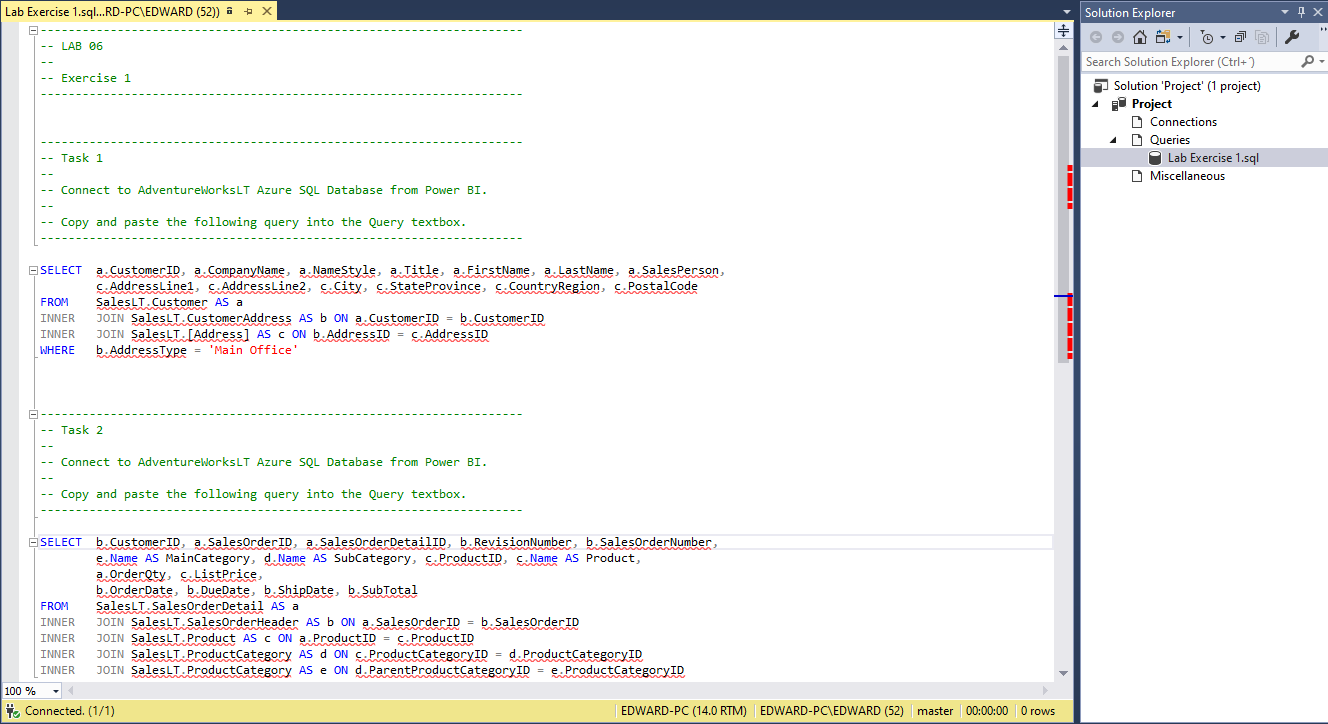 Lab Exercise 1.sql...RD-PC\EDWARD (52))
---------------------------------------------------------------------
-- LAB 06
--
-- Exercise 1
---------------------------------------------------------------------
---------------------------------------------------------------------
-- Task 1
--
-- Connect to AdventureWorksLT Azure SQL Database from Power BI.
--
-- Copy and paste the following query into the Query textbox.
---------------------------------------------------------------------
SELECT  a.CustomerID, a.CompanyName, a.NameStyle, a.Title, a.FirstName, a.LastName, a.SalesPerson,
        c.AddressLine1, c.AddressLine2, c.City, c.StateProvince, c.CountryRegion, c.PostalCode
FROM    SalesLT.Customer AS a
INNER   JOIN SalesLT.CustomerAddress AS b ON a.CustomerID = b.CustomerID
INNER   JOIN SalesLT.[Address] AS c ON b.AddressID = c.AddressID
WHERE   b.AddressType = 'Main Office'
---------------------------------------------------------------------
-- Task 2
--
-- Connect to AdventureWorksLT Azure SQL Database from Power BI.
--
-- Copy and paste the following query into the Query textbox.
---------------------------------------------------------------------
SELECT  b.CustomerID, a.SalesOrderID, a.SalesOrderDetailID, b.RevisionNumber, b.SalesOrderNumber,
        e.Name AS MainCategory, d.Name AS SubCategory, c.ProductID, c.Name AS Product,
        a.OrderQty, c.ListPrice,
        b.OrderDate, b.DueDate, b.ShipDate, b.SubTotal
FROM    SalesLT.SalesOrderDetail AS a
INNER   JOIN SalesLT.SalesOrderHeader AS b ON a.SalesOrderID = b.SalesOrderID
INNER   JOIN SalesLT.Product AS c ON a.ProductID = c.ProductID
INNER   JOIN SalesLT.ProductCategory AS d ON c.ProductCategoryID = d.ProductCategoryID
INNER   JOIN SalesLT.ProductCategory AS e ON d.ParentProductCategoryID = e.ProductCategoryID
100 %
Connected. (1/1)
EDWARD-PC (14.0 RTM)
EDWARD-PC\EDWARD (52)
master
00:00:00
0 rows
Solution Explorer
Search Solution Explorer (Ctrl+´)
Solution 'Project' (1 project)
Project
Connections
Queries
Lab Exercise 1.sql
Miscellaneous